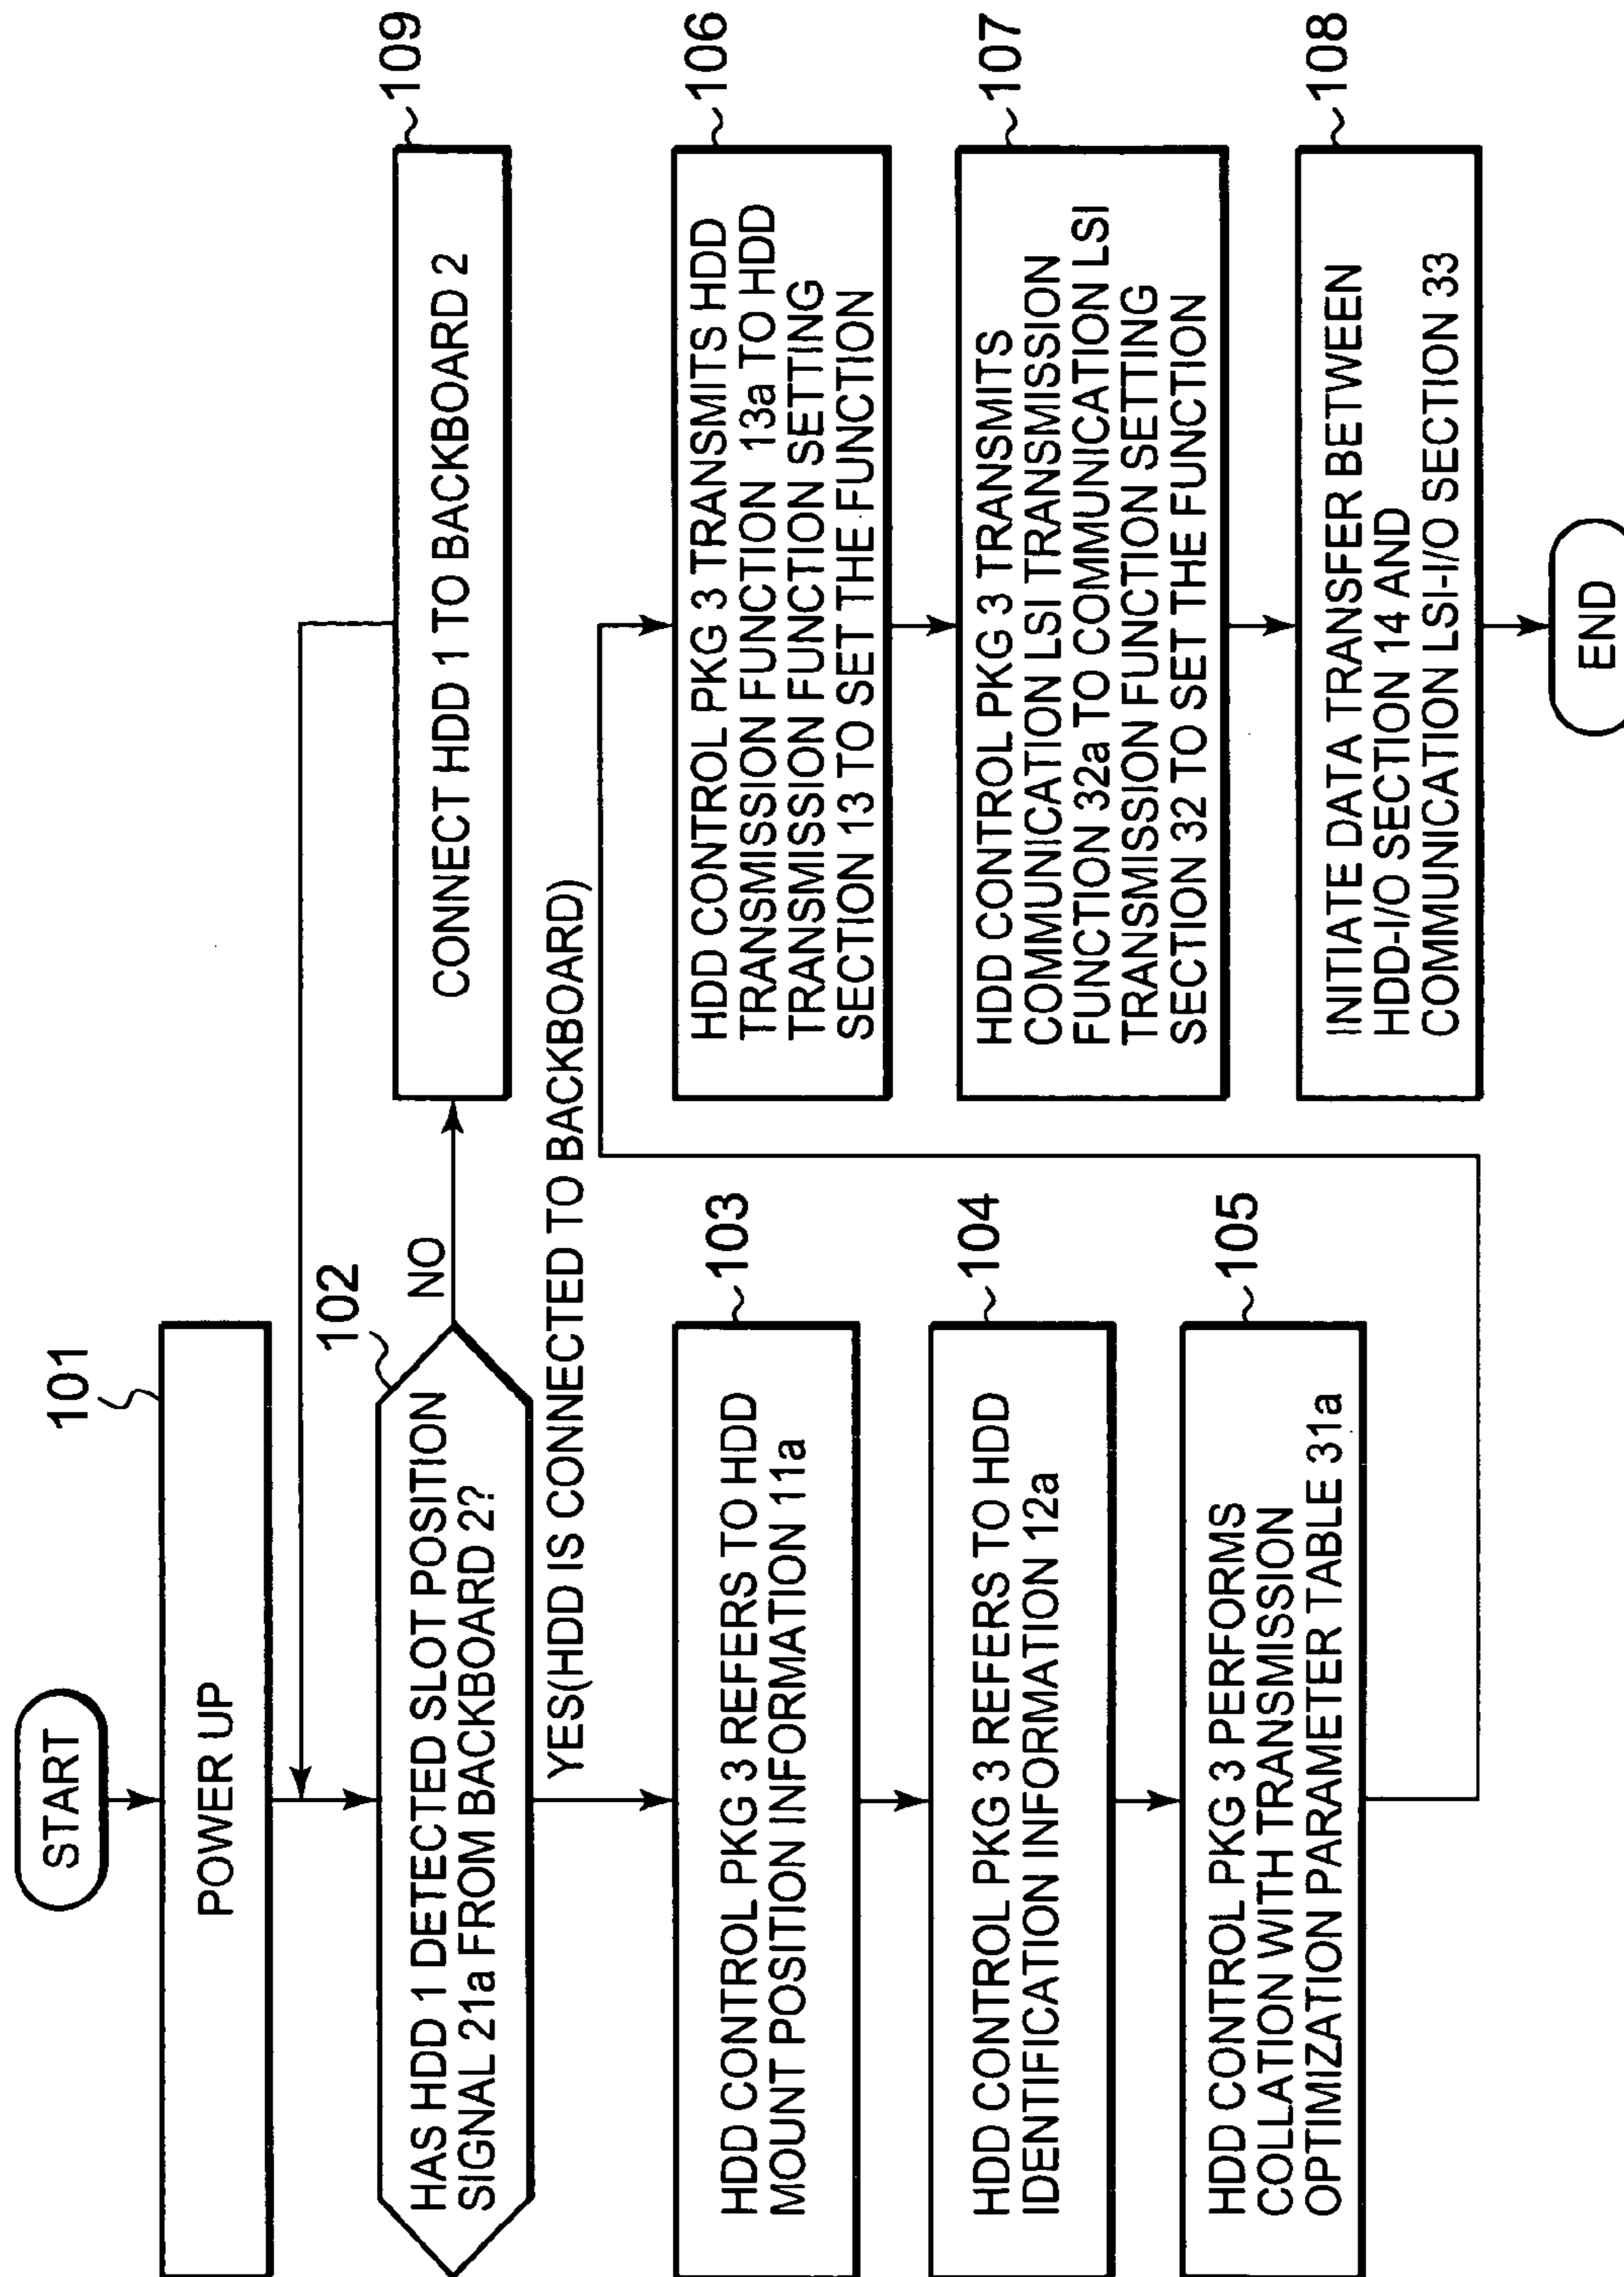 START
101
POWER UP
102
HAS HDD 1 DETECTED SLOT POSITION
SIGNAL 21a FROM BACKBOARD 2?
NO
109
CONNECT HDD 1 TO BACKBOARD 2
YES(HDD IS CONNECTED TO BACKBOARD)
103
HDD CONTROL PKG 3 REFERS TO HDD
MOUNT POSITION INFORMATION 11a
104
HDD CONTROL PKG 3 REFERS TO HDD
IDENTIFICATION INFORMATION 12a
105
HDD CONTROL PKG 3 PERFORMS
COLLATION WITH TRANSMISSION
OPTIMIZATION PARAMETER TABLE 31a
106
HDD CONTROL PKG 3 TRANSMITS HDD
TRANSMISSION FUNCTION 13a TO HDD
TRANSMISSION FUNCTION SETTING
SECTION 13 TO SET THE FUNCTION
107
HDD CONTROL PKG 3 TRANSMITS
COMMUNICATION LSI TRANSMISSION
FUNCTION 32a TO COMMUNICATION LSI
TRANSMISSION FUNCTION SETTING
SECTION 32 TO SET THE FUNCTION
108
INITIATE DATA TRANSFER BETWEEN
HDD-I/O SECTION 14 AND
COMMUNICATION LSI-I/O SECTION 33
END